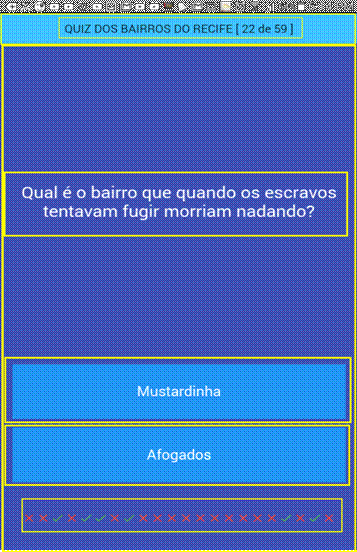 QUIZ DOS BAIRROS DO RECIFE [ 22 de 59 ]
Qual é o bairro que quando os escravos
tentavam fugir morriam nadando?
Mustardinha
Afogados